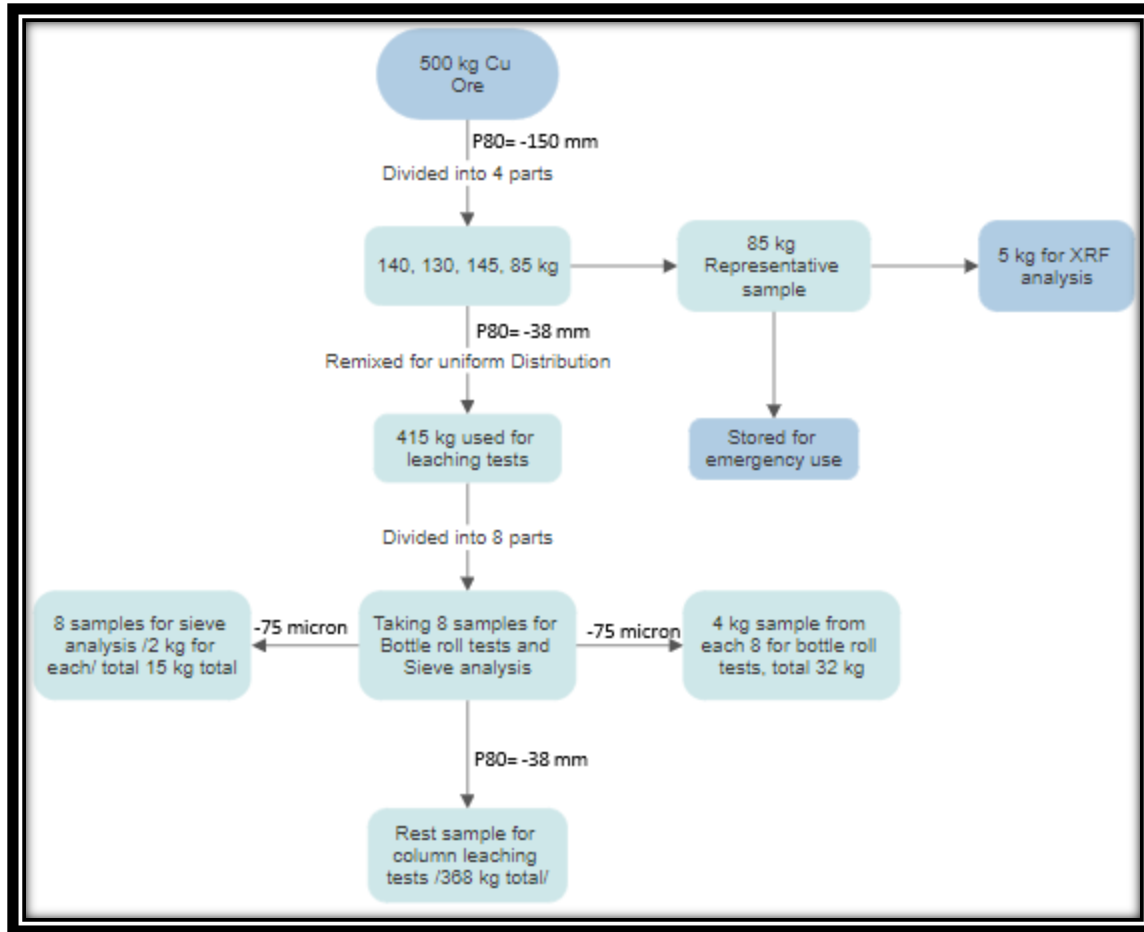 500 kg Cu
Ore
P80= -150 mm
Divided into 4 parts
140, 130, 145, 85 kg
85 kg
Representative
sample
5 kg for XRF
analysis
P80= -38 mm
Remixed for uniform Distribution
415 kg used for
leaching tests
Stored for
emergency use
Divided into 8 parts
8 samples for sieve
analysis /2 kg for
each/ total 15 kg total
-75 micron
Taking 8 samples for
Bottle roll tests and
Sieve analysis
-75 micron
4 kg sample from
each 8 for bottle roll
tests, total 32 kg
P80= -38 mm
Rest sample for
column leaching
tests /368 kg total/